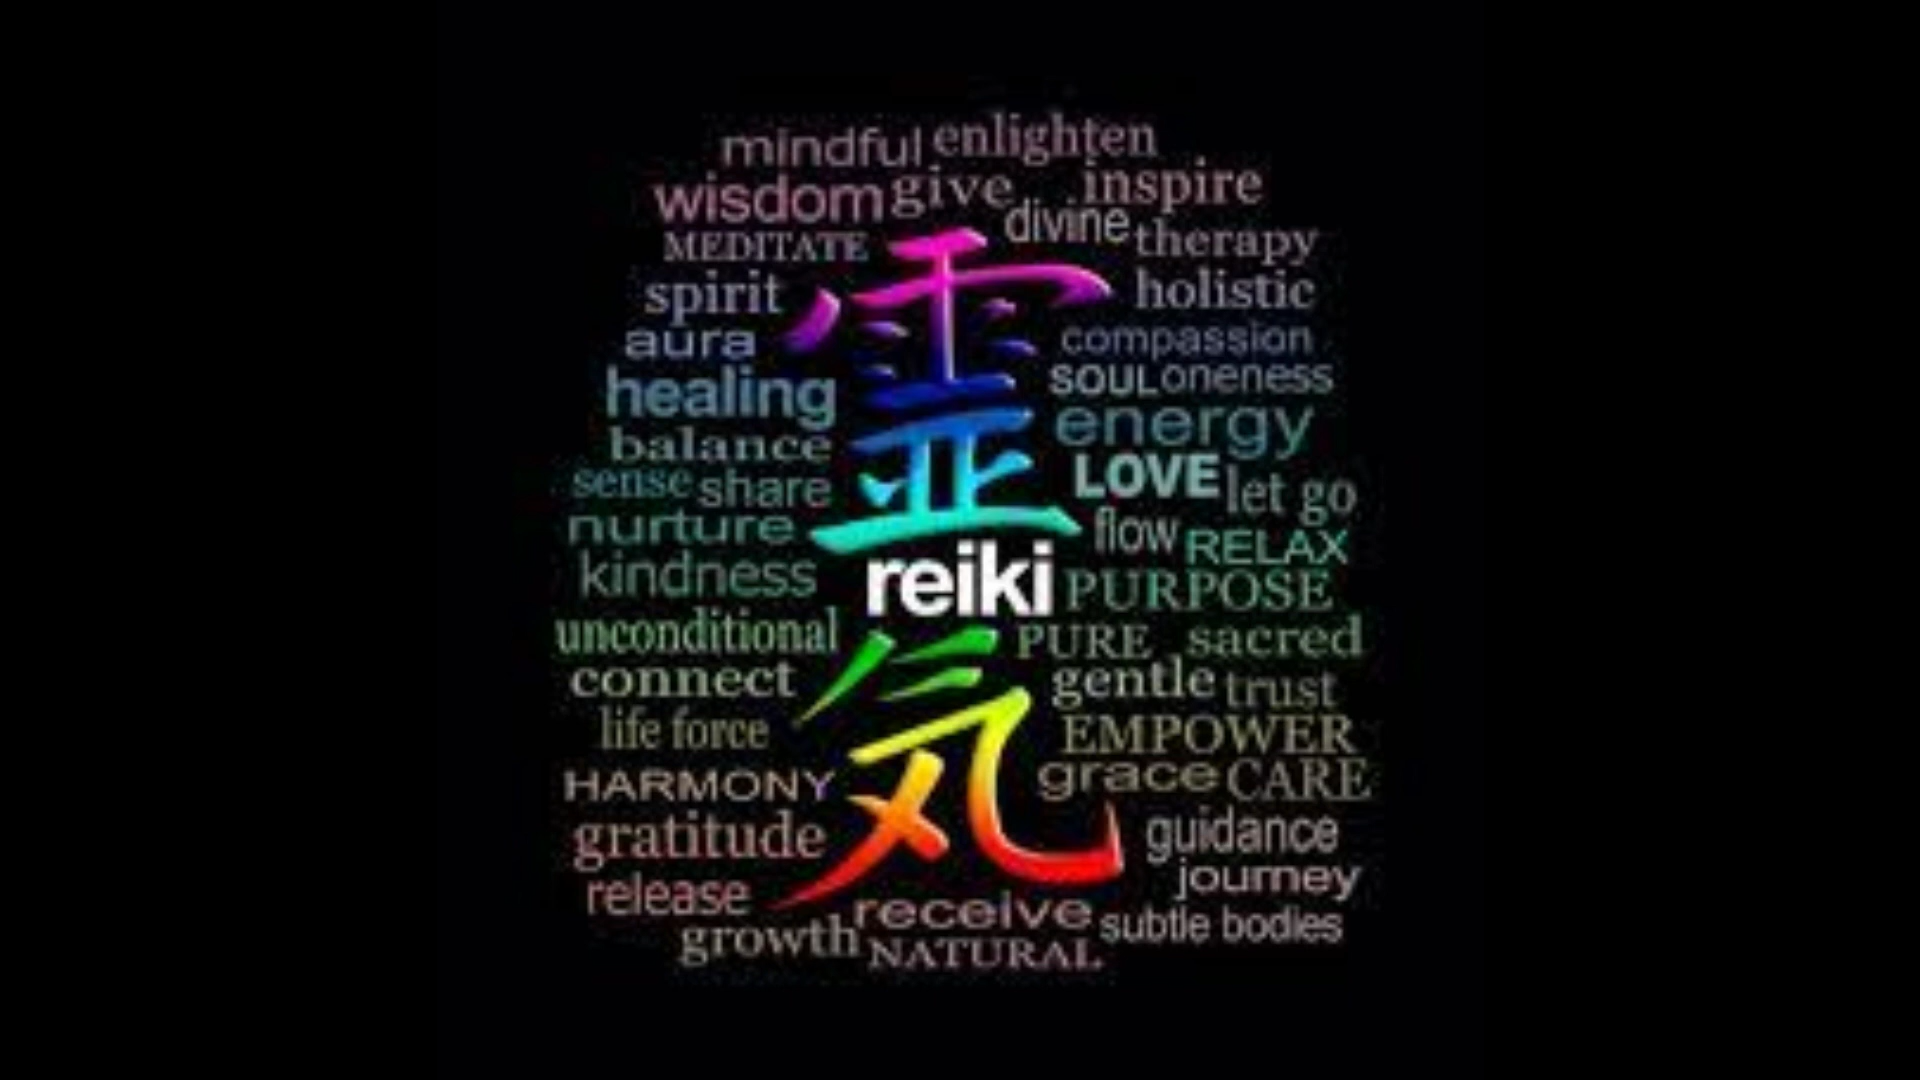 mindful enlighten
wisdom give inspire
divine
MEDITATE therapy
spirit holistic
aura compassion
healing SOUL oneness
balance energy
sense share LOVE let go
nurture flow RELAX
kindness PURPOSE
霊
reiki
気
unconditional PURE sacred
connect gentle trust
life force EMPOWER
HARMONY grace CARE
gratitude guidance
release journey
receive subtle bodies
growth NATURAL